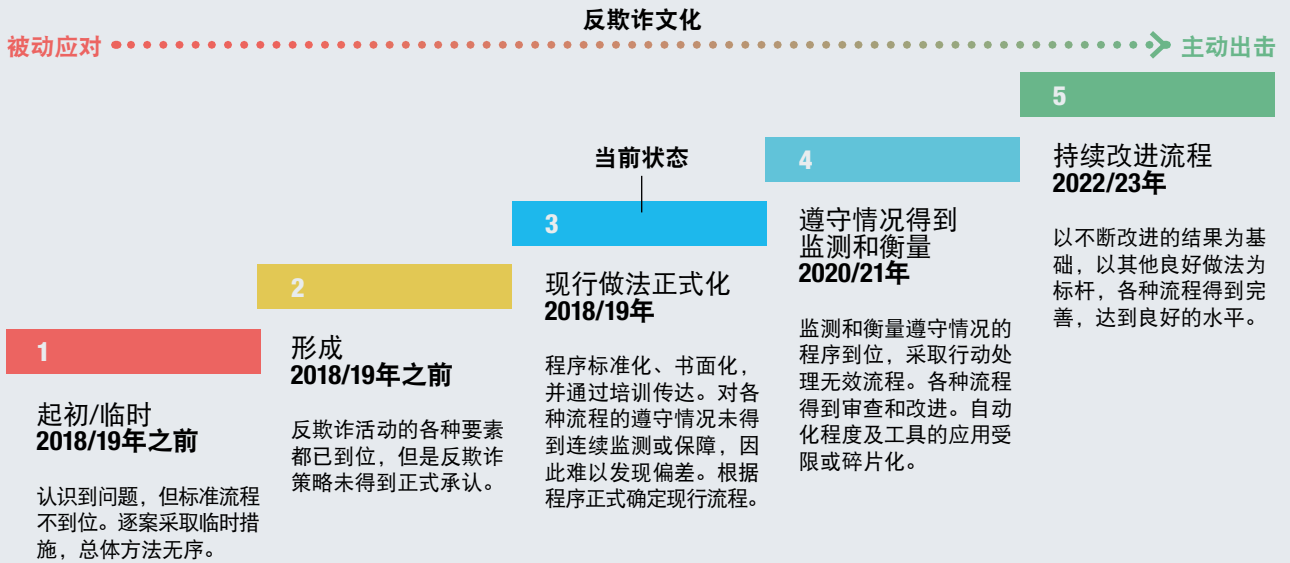 反欺诈文化
被动应对
主动出击
当前状态
1
起初/临时
2018/19年之前
认识到问题，但标准流程
不到位。逐案采取临时措
施，总体方法无序。
2
形成
2018/19年之前
反欺诈活动的各种要素
都已到位，但是反欺诈
策略未得到正式承认。
3
现行做法正式化
2018/19年
程序标准化、书面化，
并通过培训传达。对各
种流程的遵守情况未得
到连续监测或保障，因
此难以发现偏差。根据
程序正式确定现行流程。
4
遵守情况得到
监测和衡量
2020/21年
监测和衡量遵守情况的
程序到位，采取行动处
理无效流程。各种流程
得到审查和改进。自动
化程度及工具的应用受
限或碎片化。
5
持续改进流程
2022/23年
以不断改进的结果为基
础，以其他良好做法为
标杆，各种流程得到完
善，达到良好的水平。